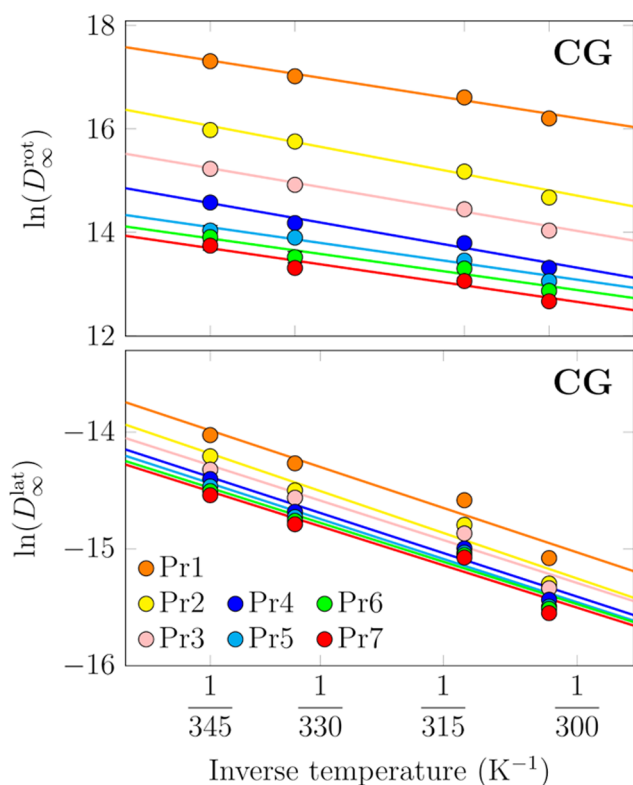 18
CG
16
14
12
ln(D∞^rot)
CG
−14
−15
−16
ln(D∞^lat)
Pr1
Pr2 Pr4 Pr6
Pr3 Pr5 Pr7
1/345 1/330 1/315 1/300
Inverse temperature (K⁻¹)